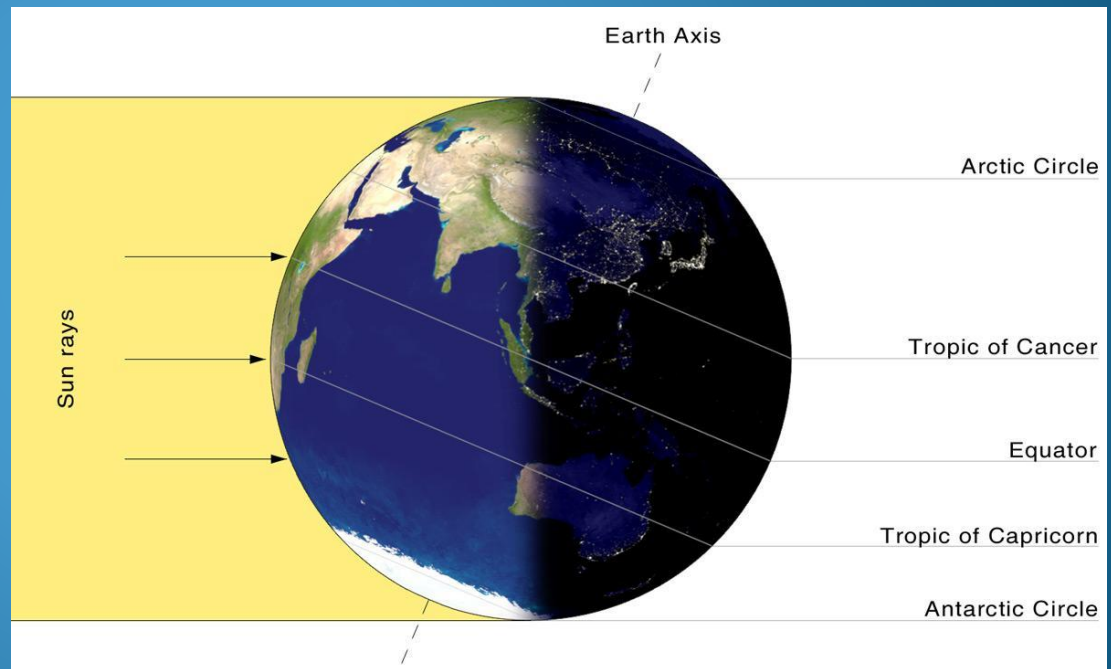 Earth Axis
Arctic Circle
Sun rays
Tropic of Cancer
Equator
Tropic of Capricorn
Antarctic Circle